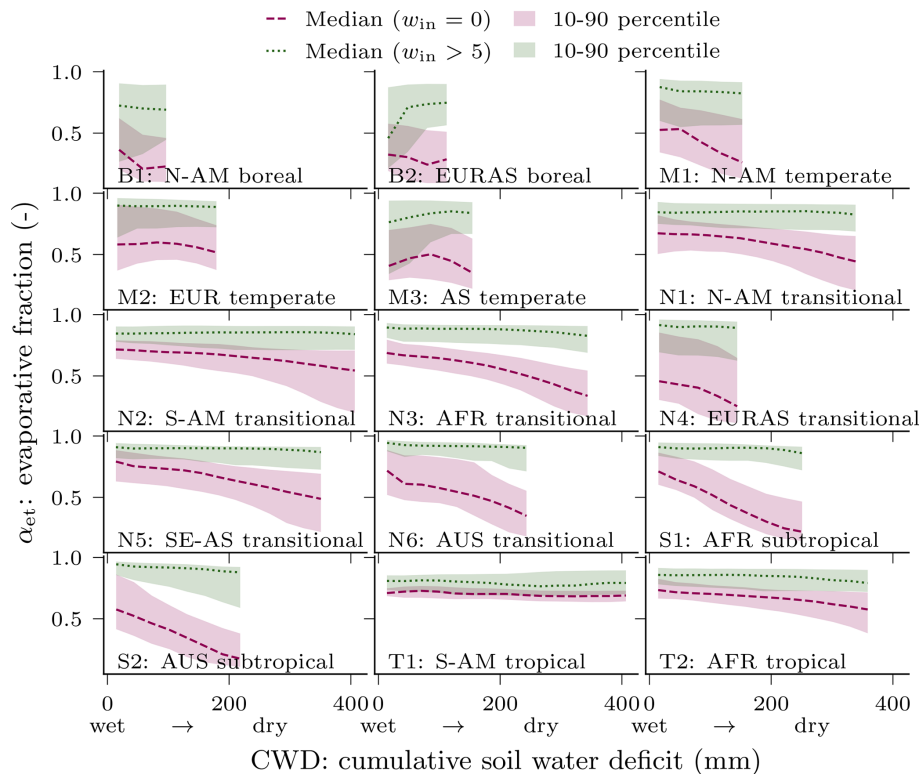 Median (w_in = 0) 10-90 percentile
Median (w_in > 5) 10-90 percentile
α_et: evaporative fraction (-)
1.0
0.5
B1: N-AM boreal
B2: EURAS boreal
M1: N-AM temperate
1.0
0.5
M2: EUR temperate
M3: AS temperate
N1: N-AM transitional
1.0
0.5
N2: S-AM transitional
N3: AFR transitional
N4: EURAS transitional
1.0
0.5
N5: SE-AS transitional
N6: AUS transitional
S1: AFR subtropical
1.0
0.5
S2: AUS subtropical
T1: S-AM tropical
T2: AFR tropical
0 200 400 0 200 400 0 200 400
wet → dry wet → dry wet → dry
CWD: cumulative soil water deficit (mm)